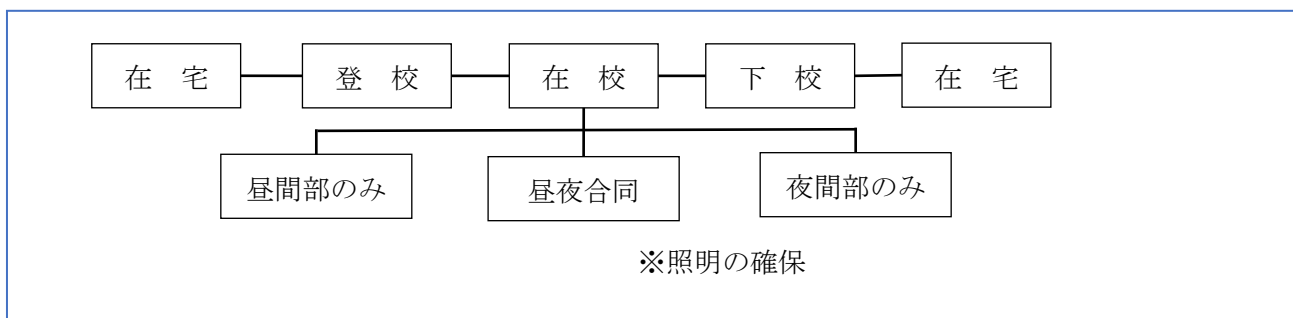 在　宅　登　校　在　校　下　校　在　宅
昼間部のみ　昼夜合同　夜間部のみ
※照明の確保